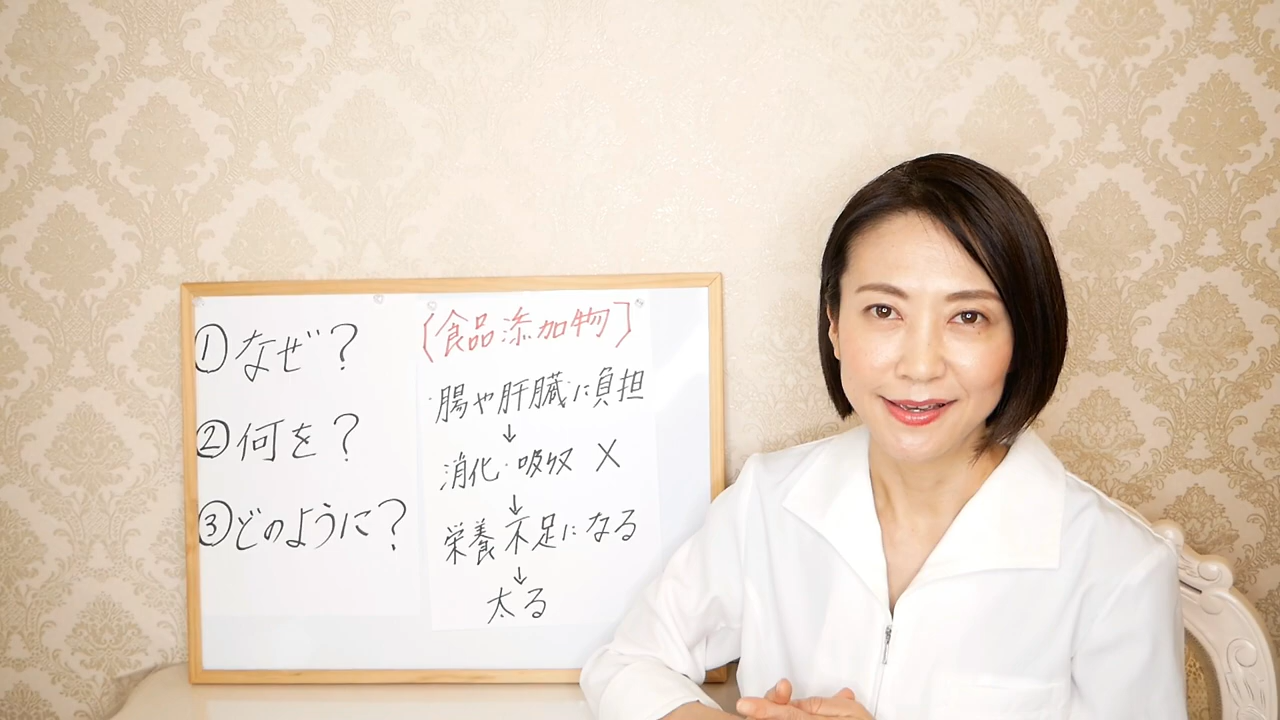 ①なぜ?
②何を?
③どのように?
[食品添加物]
・腸や肝臓に負担
↓
消化・吸収 ×
↓
栄養不足になる
↓
太る